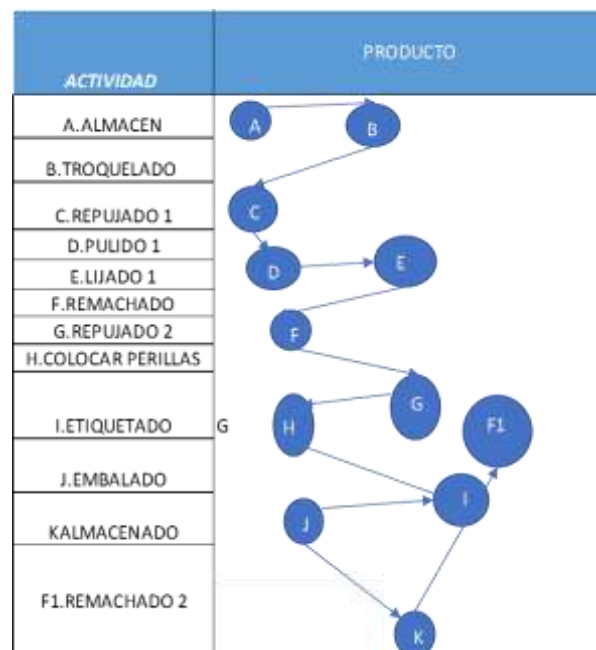 ACTIVIDAD
PRODUCTO
A.ALMACEN
A
B
B.TROQUELADO
C.REPUJADO 1
C
D.PULIDO 1
D
E
E.LIJADO 1
F.REMACHADO
F
G.REPUJADO 2
H.COLOCAR PERILLAS
G
I.ETIQUETADO
G
H
F1
J.EMBALADO
I
KALMACENADO
J
F1.REMACHADO 2
K